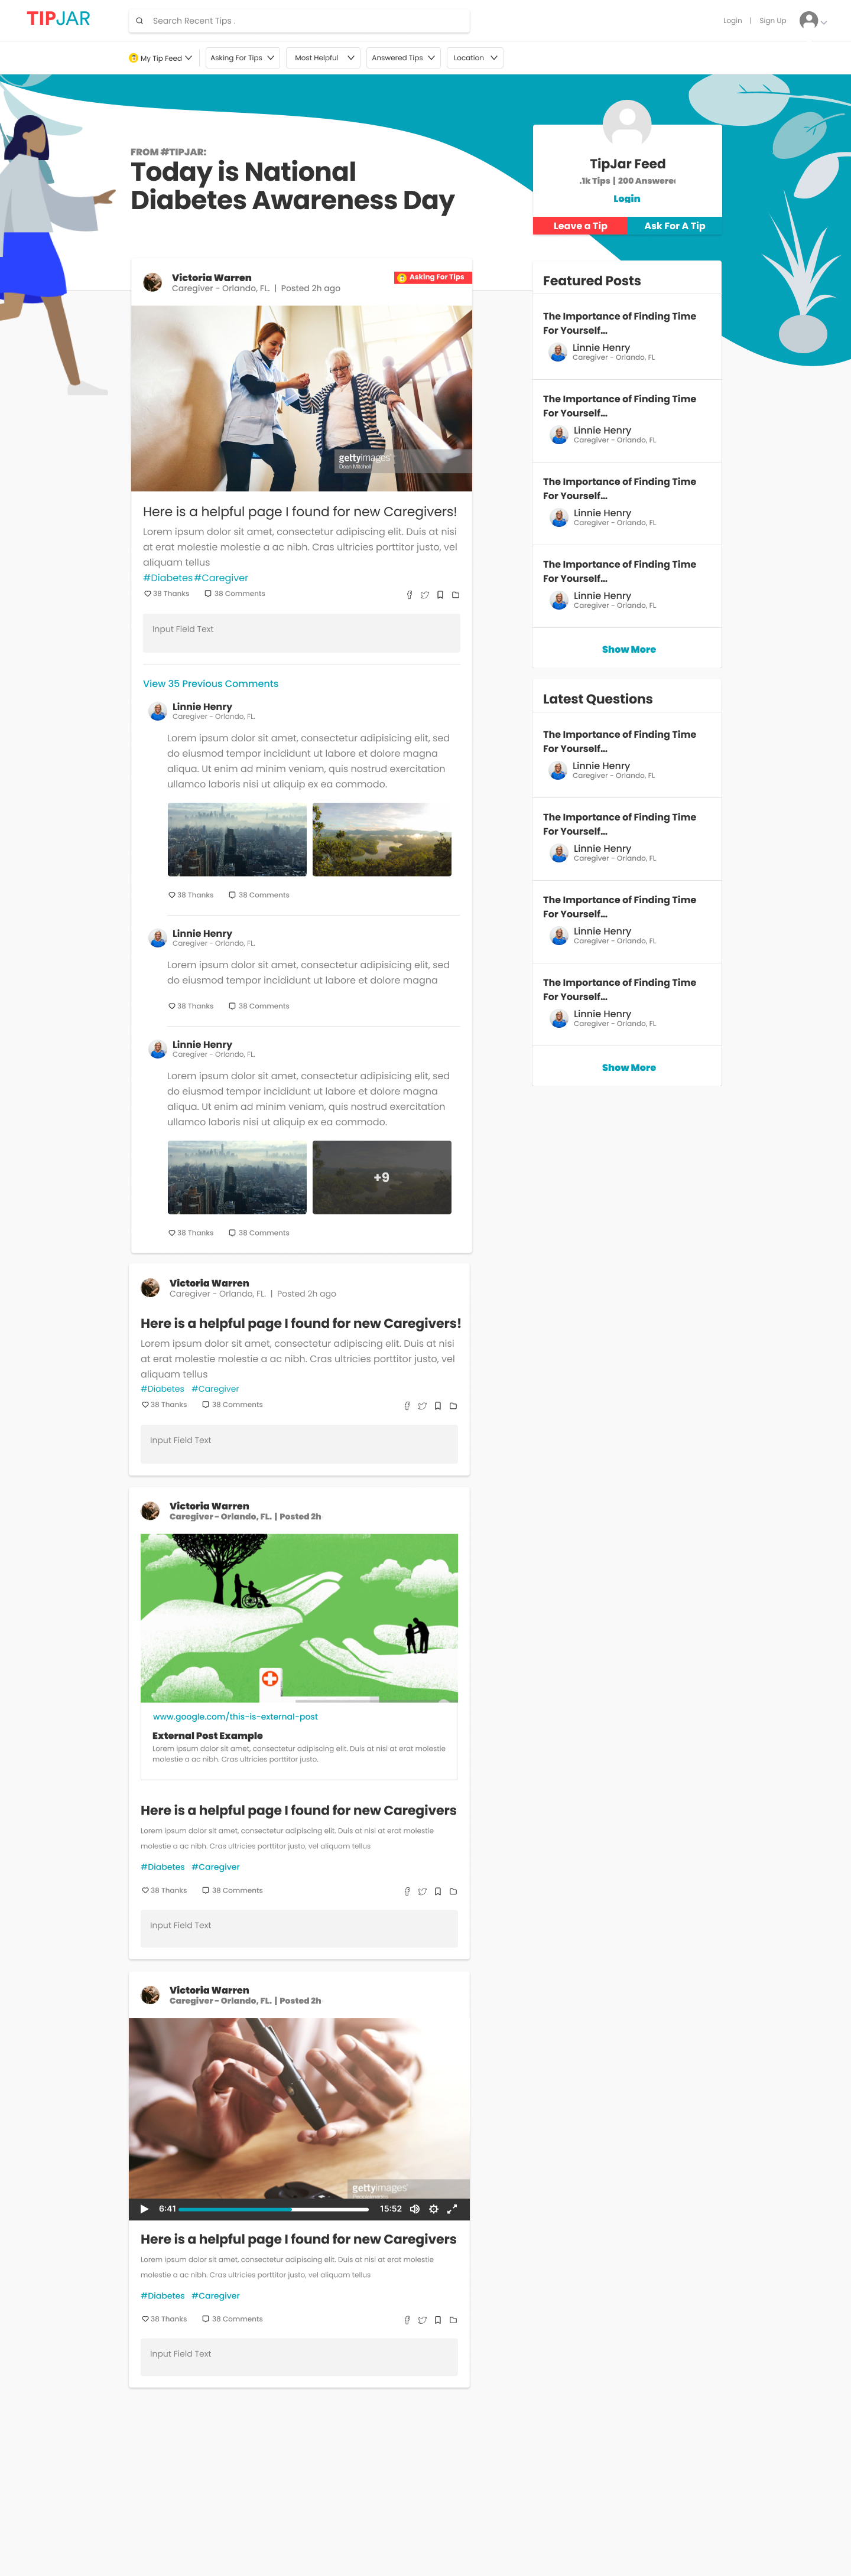 TIPJAR
Search Recent Tips .
Login | Sign Up
My Tip Feed
Asking For Tips
Most Helpful
Answered Tips
Location
FROM #TIPJAR:
Today is National
Diabetes Awareness Day
TipJar Feed
.1k Tips | 200 Answered
Login
Leave a Tip
Ask For A Tip
Victoria Warren
Caregiver - Orlando, FL. | Posted 2h ago
Asking For Tips
gettyimages
Dean Mitchell
Here is a helpful page I found for new Caregivers!
Lorem ipsum dolor sit amet, consectetur adipiscing elit. Duis at nisi
at erat molestie molestie a ac nibh. Cras ultricies porttitor justo, vel
aliquam tellus
#Diabetes #Caregiver
38 Thanks
38 Comments
Input Field Text
View 35 Previous Comments
Linnie Henry
Caregiver - Orlando, FL.
Lorem ipsum dolor sit amet, consectetur adipisicing elit, sed
do eiusmod tempor incididunt ut labore et dolore magna
aliqua. Ut enim ad minim veniam, quis nostrud exercitation
ullamco laboris nisi ut aliquip ex ea commodo.
38 Thanks
38 Comments
Linnie Henry
Caregiver - Orlando, FL.
Lorem ipsum dolor sit amet, consectetur adipisicing elit, sed
do eiusmod tempor incididunt ut labore et dolore magna
38 Thanks
38 Comments
Linnie Henry
Caregiver - Orlando, FL.
Lorem ipsum dolor sit amet, consectetur adipisicing elit, sed
do eiusmod tempor incididunt ut labore et dolore magna
aliqua. Ut enim ad minim veniam, quis nostrud exercitation
ullamco laboris nisi ut aliquip ex ea commodo.
+9
38 Thanks
38 Comments
Victoria Warren
Caregiver - Orlando, FL. | Posted 2h ago
Here is a helpful page I found for new Caregivers!
Lorem ipsum dolor sit amet, consectetur adipiscing elit. Duis at nisi
at erat molestie molestie a ac nibh. Cras ultricies porttitor justo, vel
aliquam tellus
#Diabetes #Caregiver
38 Thanks
38 Comments
Input Field Text
Victoria Warren
Caregiver - Orlando, FL. | Posted 2h
www.google.com/this-is-external-post
External Post Example
Lorem ipsum dolor sit amet, consectetur adipiscing elit. Duis at nisi at erat molestie
molestie a ac nibh. Cras ultricies porttitor justo.
Here is a helpful page I found for new Caregivers
Lorem ipsum dolor sit amet, consectetur adipiscing elit. Duis at nisi at erat molestie
molestie a ac nibh. Cras ultricies porttitor justo, vel aliquam tellus
#Diabetes #Caregiver
38 Thanks
38 Comments
Input Field Text
Victoria Warren
Caregiver - Orlando, FL. | Posted 2h
gettyimages
6:41
15:52
Here is a helpful page I found for new Caregivers
Lorem ipsum dolor sit amet, consectetur adipiscing elit. Duis at nisi at erat molestie
molestie a ac nibh. Cras ultricies porttitor justo, vel aliquam tellus
#Diabetes #Caregiver
38 Thanks
38 Comments
Input Field Text
Featured Posts
The Importance of Finding Time
For Yourself...
Linnie Henry
Caregiver - Orlando, FL
The Importance of Finding Time
For Yourself...
Linnie Henry
Caregiver - Orlando, FL
The Importance of Finding Time
For Yourself...
Linnie Henry
Caregiver - Orlando, FL
The Importance of Finding Time
For Yourself...
Linnie Henry
Caregiver - Orlando, FL
Show More
Latest Questions
The Importance of Finding Time
For Yourself...
Linnie Henry
Caregiver - Orlando, FL
The Importance of Finding Time
For Yourself...
Linnie Henry
Caregiver - Orlando, FL
The Importance of Finding Time
For Yourself...
Linnie Henry
Caregiver - Orlando, FL
The Importance of Finding Time
For Yourself...
Linnie Henry
Caregiver - Orlando, FL
Show More